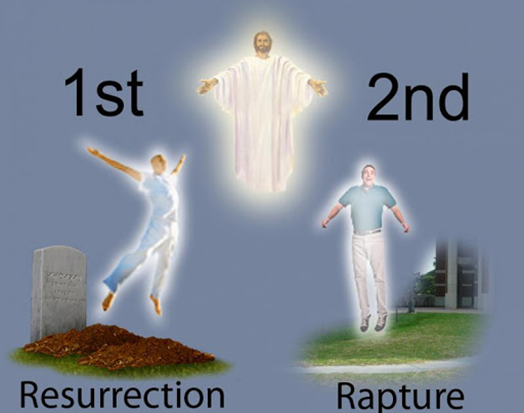 1st
2nd
Resurrection
Rapture